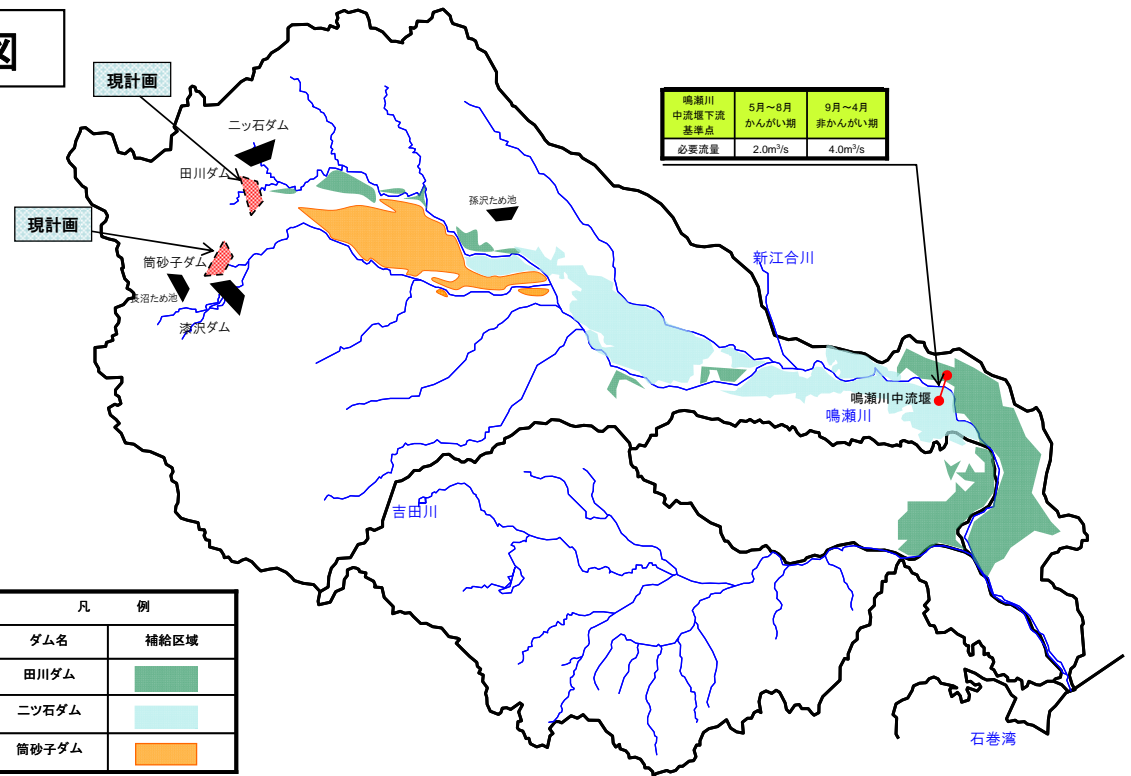 図
現計画
二ッ石ダム
田川ダム
現計画
筒砂子ダム
長沼ため池
漆沢ダム
孫沢ため池
鳴瀬川
中流堰下流
基準点
5月～8月
かんがい期
9月～4月
非かんがい期
必要流量
2.0m³/s
4.0m³/s
新江合川
鳴瀬川中流堰
鳴瀬川
吉田川
石巻湾
凡 例
ダム名
補給区域
田川ダム
二ツ石ダム
筒砂子ダム